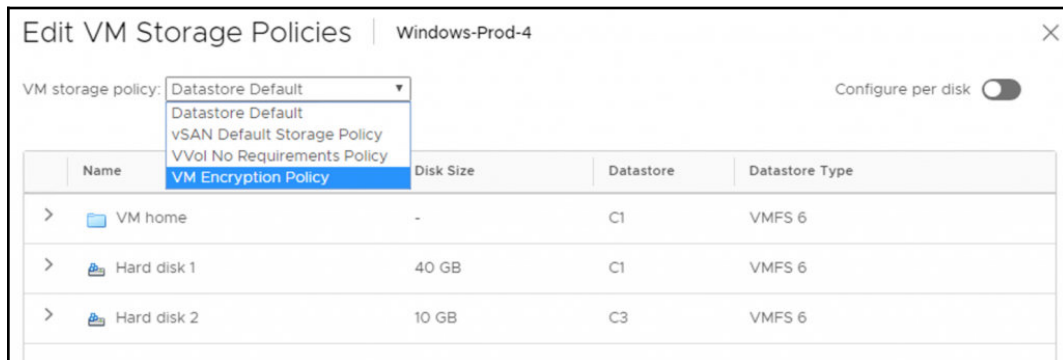 Edit VM Storage Policies | Windows-Prod-4
VM storage policy: Datastore Default Configure per disk
Datastore Default
vSAN Default Storage Policy
VVol No Requirements Policy
VM Encryption Policy
Name Disk Size Datastore Datastore Type
VM home - C1 VMFS 6
Hard disk 1 40 GB C1 VMFS 6
Hard disk 2 10 GB C3 VMFS 6